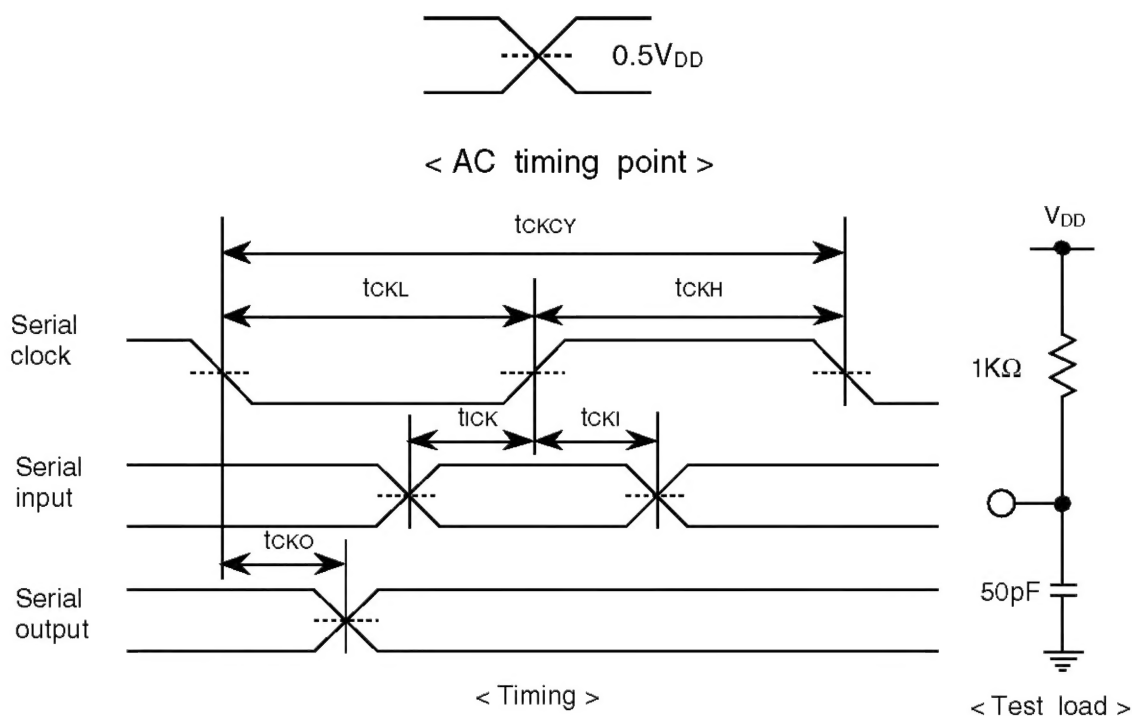 0.5VDD
< AC timing point >
tCKCY
VDD
tCKL
tCKH
Serial
clock
1KΩ
tICK
tCKI
Serial
input
tCKO
Serial
output
50pF
< Timing >
< Test load >